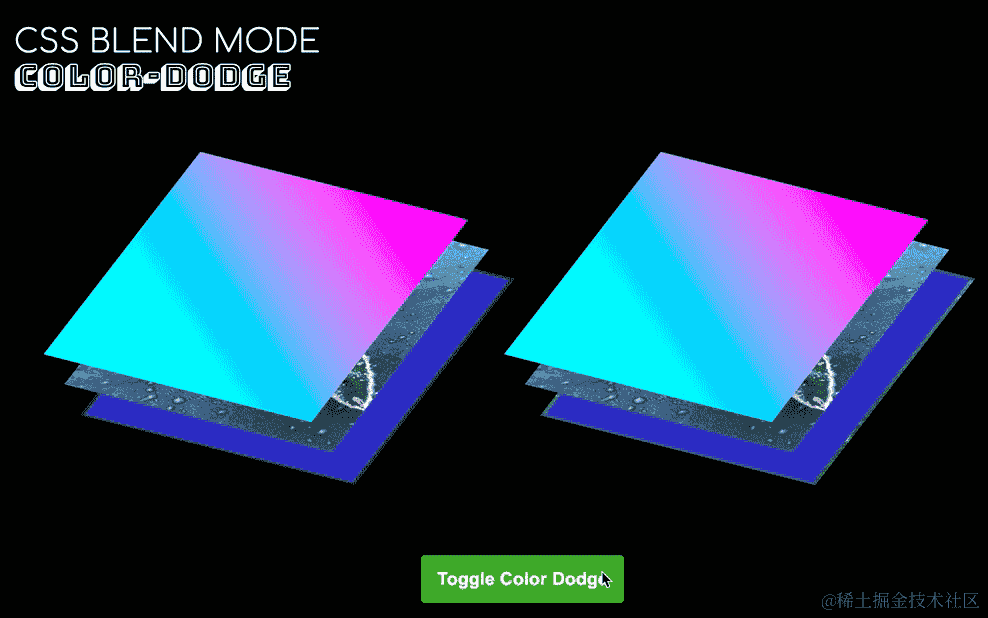 CSS BLEND MODE
COLOR-DODGE
Toggle Color Dodge
@稀土掘金技术社区